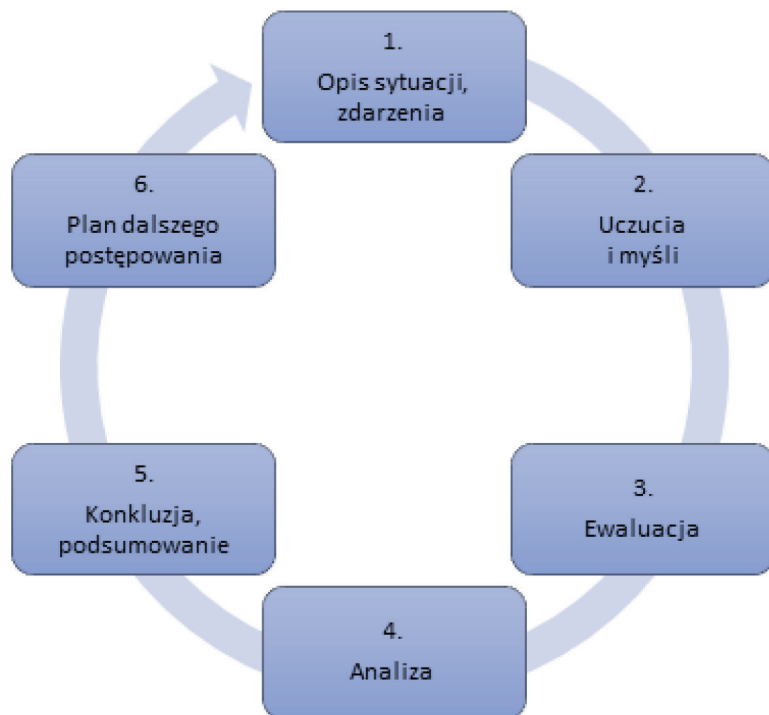 1.
Opis sytuacji,
zdarzenia
2.
Uczucia
i myśli
3.
Ewaluacja
4.
Analiza
5.
Konkluzja,
podsumowanie
6.
Plan dalszego
postępowania